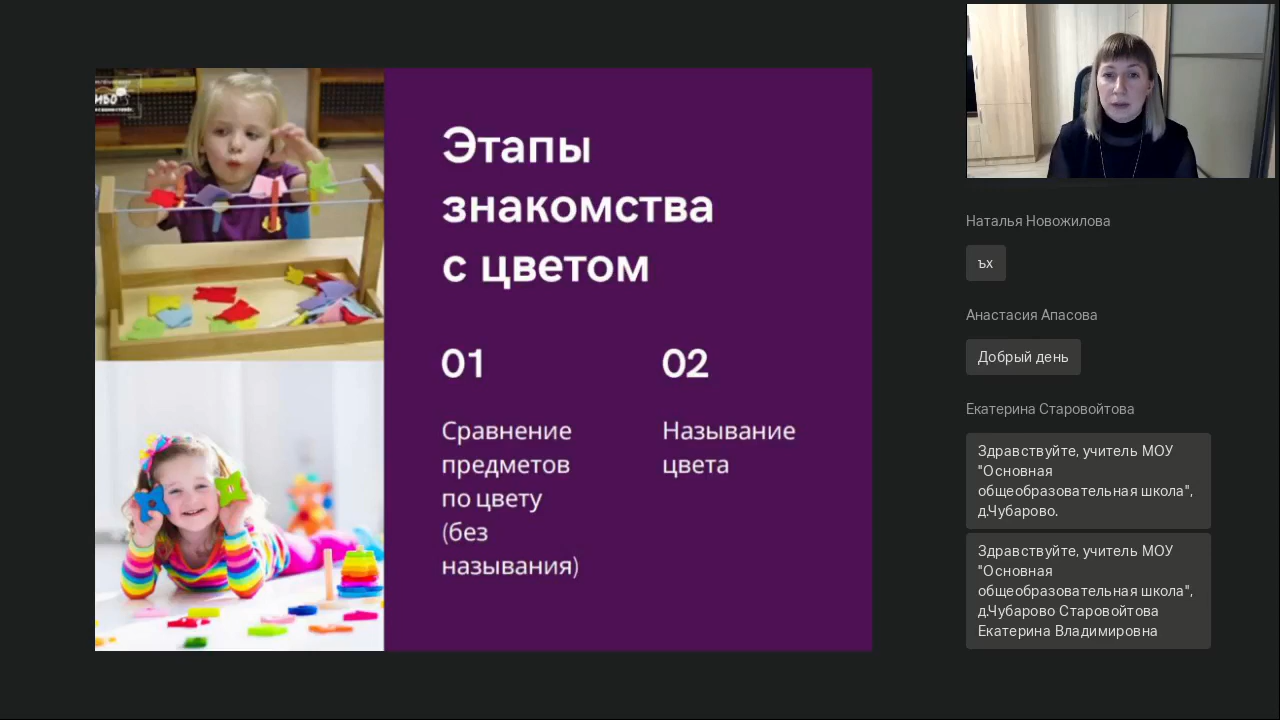 Этапы
знакомства
с цветом
01
Сравнение
предметов
по цвету
(без
называния)
02
Называние
цвета
Наталья Новожилова
ъх
Анастасия Апасова
Добрый день
Екатерина Старовойтова
Здравствуйте, учитель МОУ
"Основная
общеобразовательная школа",
д.Чубарово.
Здравствуйте, учитель МОУ
"Основная
общеобразовательная школа",
д.Чубарово Старовойтова
Екатерина Владимировна